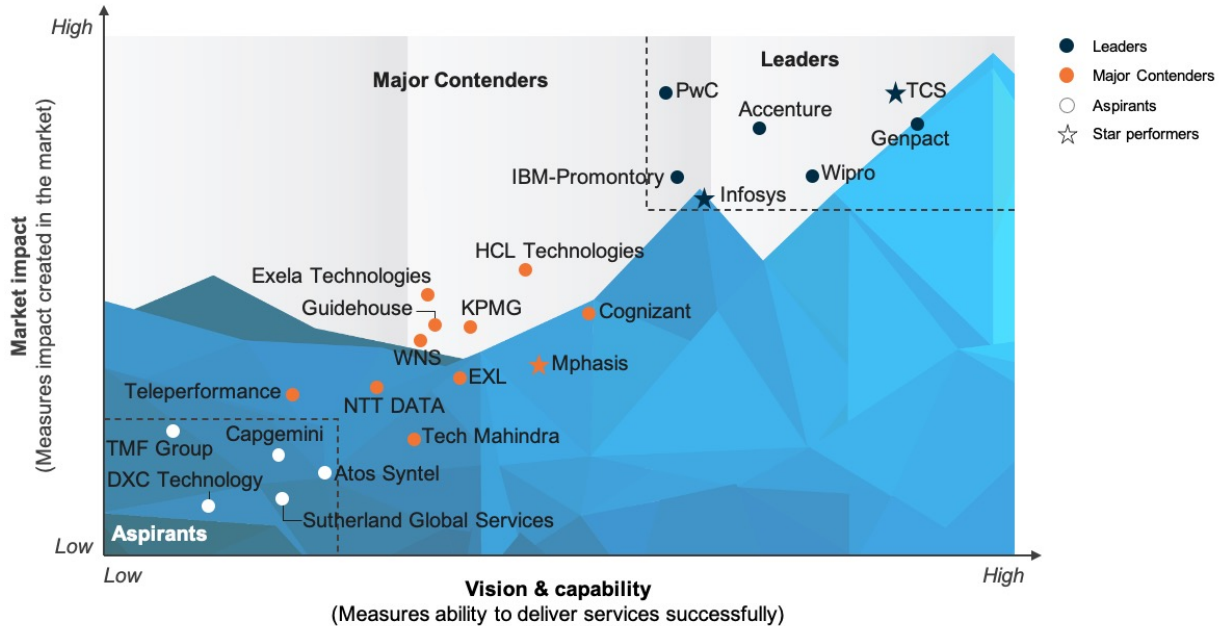 High
Leaders
Major Contenders
PwC
TCS
Accenture
Genpact
IBM-Promontory
Wipro
Infosys
HCL Technologies
Exela Technologies
Guidehouse
KPMG
Cognizant
WNS
Mphasis
EXL
Teleperformance
NTT DATA
Tech Mahindra
Capgemini
TMF Group
Atos Syntel
DXC Technology
Sutherland Global Services
Aspirants
Low
Low
High
Vision & capability
(Measures ability to deliver services successfully)
Market impact
(Measures impact created in the market)
Leaders
Major Contenders
Aspirants
Star performers